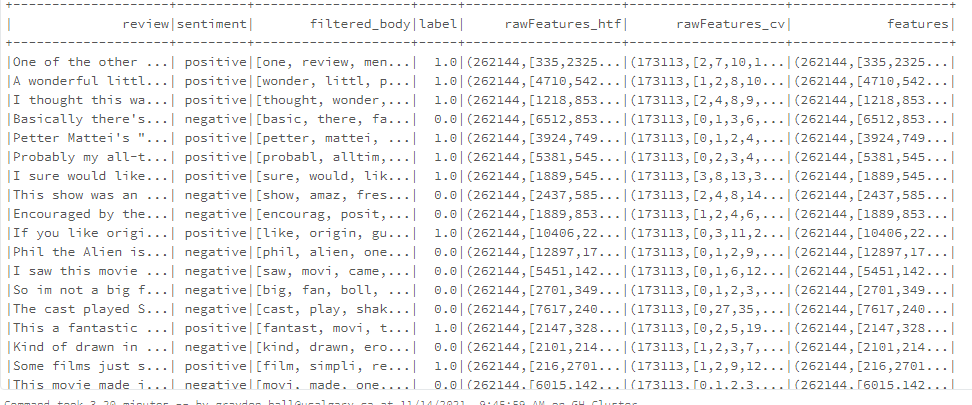 +--------------------+---------+--------------------+-----+--------------------+--------------------+--------------------+
|              review|sentiment|       filtered_body|label|     rawFeatures_htf|      rawFeatures_cv|            features|
+--------------------+---------+--------------------+-----+--------------------+--------------------+--------------------+
|One of the other ...| positive|[one, review, men...|  1.0|(262144,[335,2325...|(173113,[2,7,10,1...|(262144,[335,2325...|
|A wonderful littl...| positive|[wonder, littl, p...|  1.0|(262144,[4710,542...|(173113,[1,2,8,10...|(262144,[4710,542...|
|I thought this wa...| positive|[thought, wonder,...|  1.0|(262144,[1218,853...|(173113,[2,4,8,9,...|(262144,[1218,853...|
|Basically there's...| negative|[basic, there, fa...|  0.0|(262144,[6512,853...|(173113,[0,1,3,6,...|(262144,[6512,853...|
|Petter Mattei's "...| positive|[petter, mattei, ...|  1.0|(262144,[3924,749...|(173113,[0,1,2,4,...|(262144,[3924,749...|
|Probably my all-t...| positive|[probabl, alltim,...|  1.0|(262144,[5381,545...|(173113,[0,2,3,4,...|(262144,[5381,545...|
|I sure would like...| positive|[sure, would, lik...|  1.0|(262144,[1889,545...|(173113,[3,8,13,3...|(262144,[1889,545...|
|This show was an ...| negative|[show, amaz, fres...|  0.0|(262144,[2437,585...|(173113,[2,4,8,14...|(262144,[2437,585...|
|Encouraged by the...| negative|[encourag, posit,...|  0.0|(262144,[1889,853...|(173113,[1,2,4,6,...|(262144,[1889,853...|
|If you like origi...| positive|[like, origin, gu...|  1.0|(262144,[10406,22...|(173113,[0,3,11,2...|(262144,[10406,22...|
|Phil the Alien is...| negative|[phil, alien, one...|  0.0|(262144,[12897,17...|(173113,[0,1,2,9,...|(262144,[12897,17...|
|I saw this movie ...| negative|[saw, movi, came,...|  0.0|(262144,[5451,142...|(173113,[0,1,6,12...|(262144,[5451,142...|
|So im not a big f...| negative|[big, fan, boll, ...|  0.0|(262144,[2701,349...|(173113,[0,1,2,3,...|(262144,[2701,349...|
|The cast played S...| negative|[cast, play, shak...|  0.0|(262144,[7617,240...|(173113,[0,27,35,...|(262144,[7617,240...|
|This a fantastic ...| positive|[fantast, movi, t...|  1.0|(262144,[2147,328...|(173113,[0,2,5,19...|(262144,[2147,328...|
|Kind of drawn in ...| negative|[kind, drawn, ero...|  0.0|(262144,[2101,214...|(173113,[1,2,3,7,...|(262144,[2101,214...|
|Some films just s...| positive|[film, simpli, re...|  1.0|(262144,[216,2701...|(173113,[1,2,9,12...|(262144,[216,2701...|
|This movie made i...| negative|[movi, made, one...|  0.0|(262144,[6015,142...|(173113,[0,1,2,3,...|(262144,[6015,142...|
Command took 3.20 minutes -- by grayden.hall@ucalgary.ca at 11/14/2021, 9:45:59 AM on GH Cluster